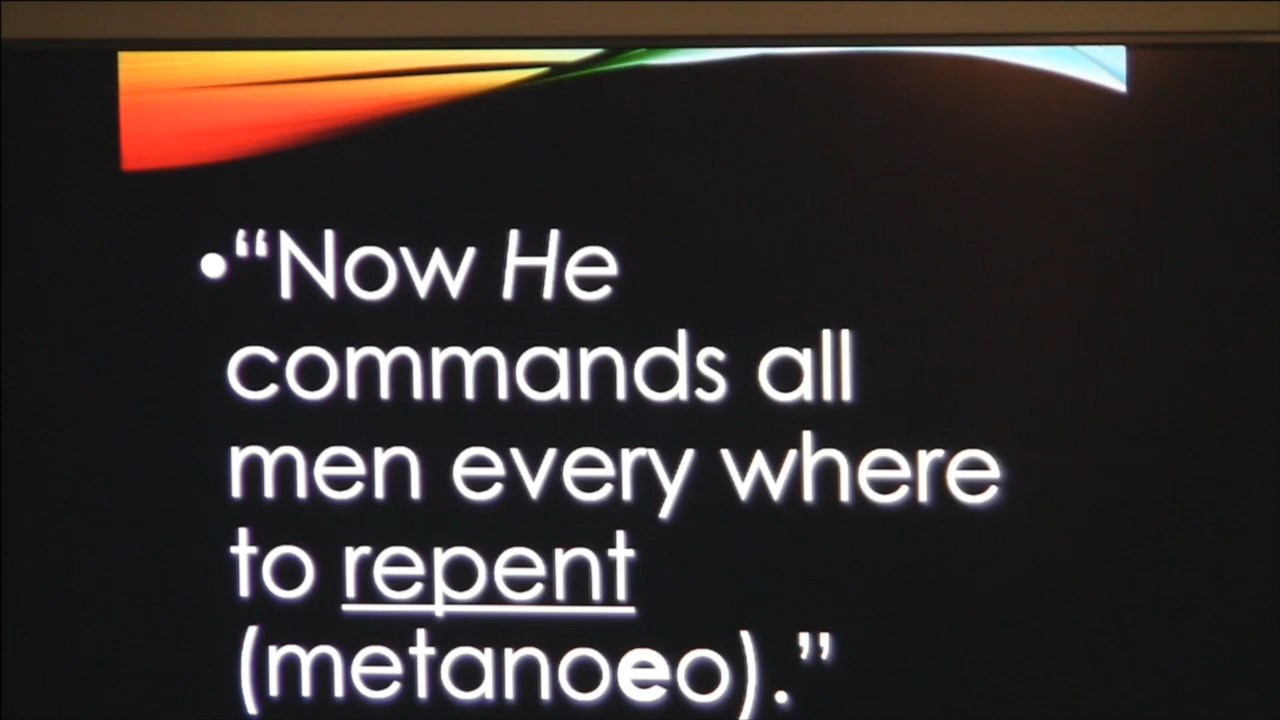 •“Now He
commands all
men every where
to repent
(metanoeo).”